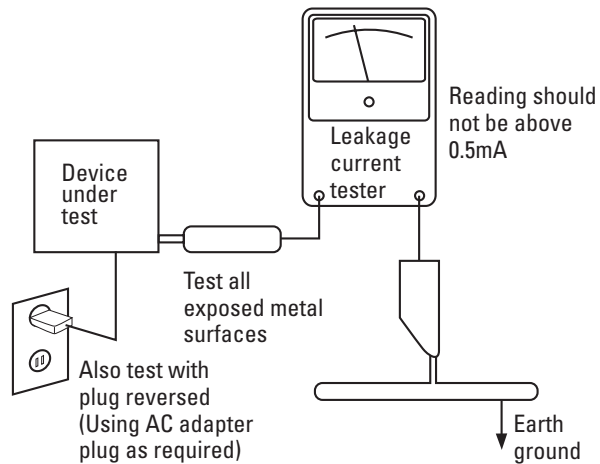 Device
under
test
Leakage
current
tester
Reading should
not be above
0.5mA
Test all
exposed metal
surfaces
Also test with
plug reversed
(Using AC adapter
plug as required)
Earth
ground